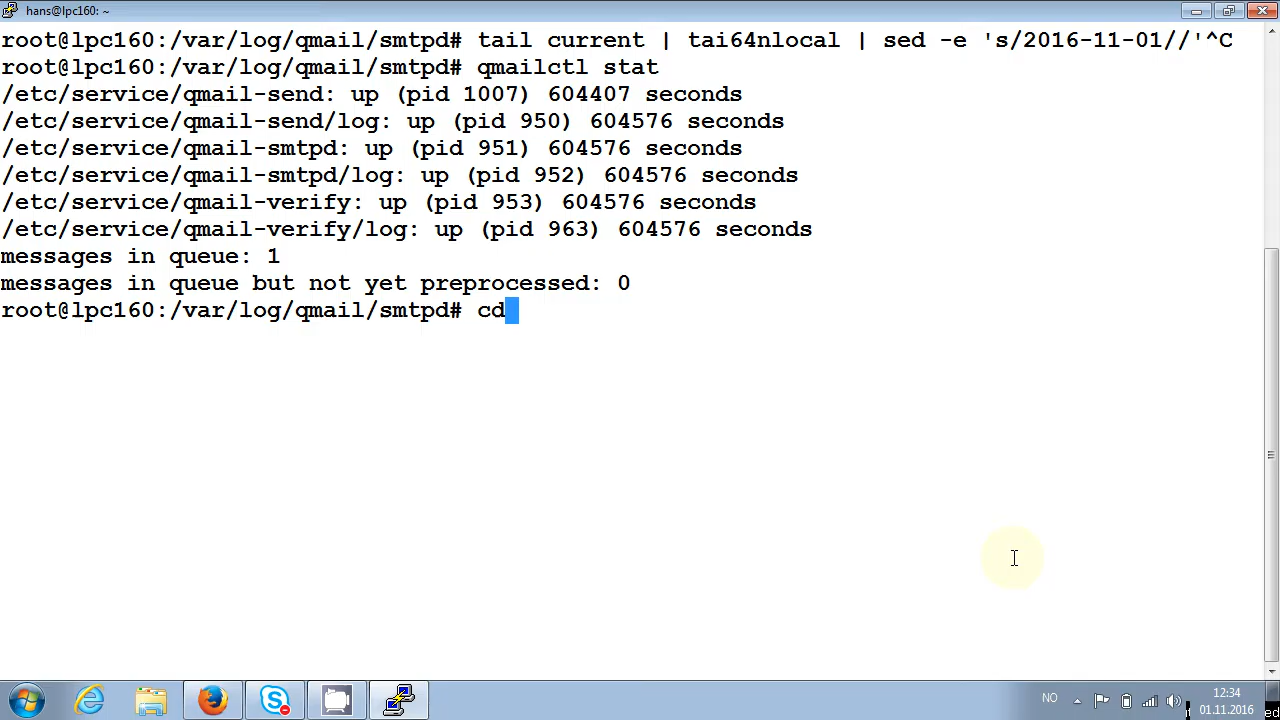 hans@lpc160: ~
root@lpc160:/var/log/qmail/smtpd# tail current | tai64nlocal | sed -e 's/2016-11-01//'^C
root@lpc160:/var/log/qmail/smtpd# qmailctl stat
/etc/service/qmail-send: up (pid 1007) 604407 seconds
/etc/service/qmail-send/log: up (pid 950) 604576 seconds
/etc/service/qmail-smtpd: up (pid 951) 604576 seconds
/etc/service/qmail-smtpd/log: up (pid 952) 604576 seconds
/etc/service/qmail-verify: up (pid 953) 604576 seconds
/etc/service/qmail-verify/log: up (pid 963) 604576 seconds
messages in queue: 1
messages in queue but not yet preprocessed: 0
root@lpc160:/var/log/qmail/smtpd# cd
NO
12:34
01.11.2016